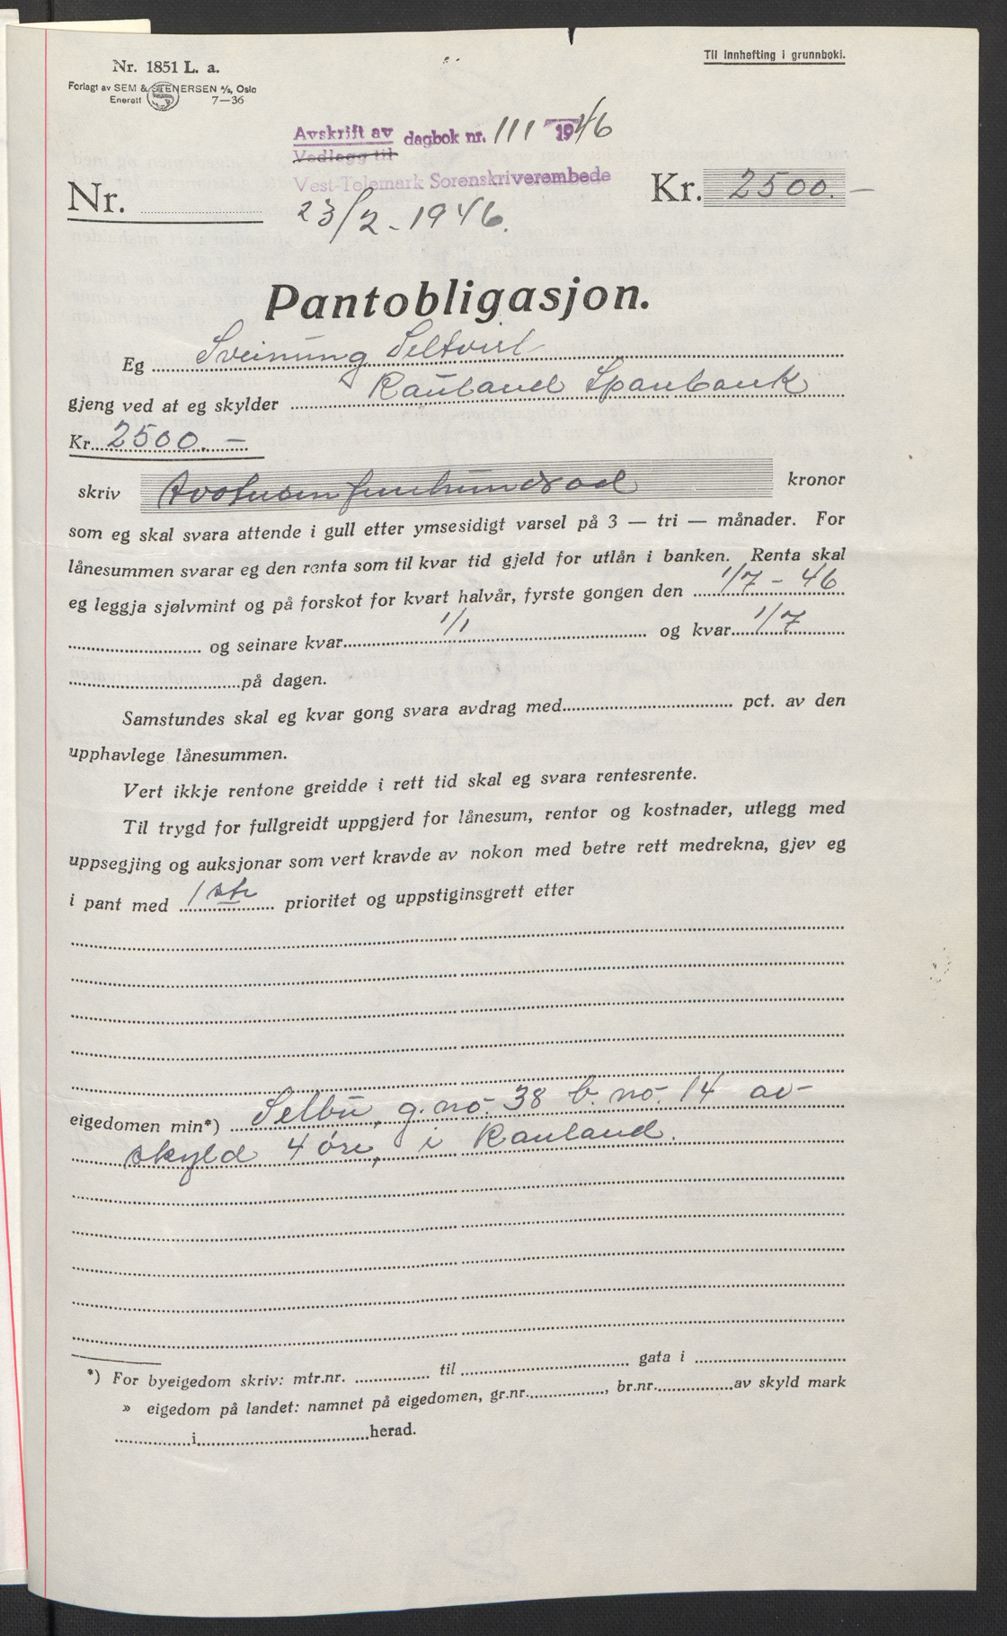 Nr. 1851 L. a.
Forlagt av SEM & STENERSEN A/s, Oslo
Enerett 7—36
Til innhefting i grunnboki.
Avskrift av dagbok nr. 111 1946
Vedlegg til
Vest-Telemark Sorenskriverembede
23/2 - 1946.
Nr.
Kr. 2500.—
Pantobligasjon.
Eg Sveinung
gjeng ved at eg skylder Rauland Sparebank
Kr. 2500.—
skriv totusenfemhundrad kronor
som eg skal svara attende i gull etter ymsesidigt varsel på 3 — tri — månader. For
lånesummen svarar eg den renta som til kvar tid gjeld for utlån i banken. Renta skal
eg leggja sjølvmint og på forskot for kvart halvår, fyrste gongen den 1/7 - 46
og seinare kvar 1/1 og kvar 1/7
på dagen.
Samstundes skal eg kvar gong svara avdrag med pct. av den
upphavlege lånesummen.
Vert ikkje rentone greidde i rett tid skal eg svara rentesrente.
Til trygd for fullgreidt uppgjerd for lånesum, rentor og kostnader, utlegg med
uppsegjing og auksjonar som vert kravde av nokon med betre rett medrekna, gjev eg
i pant med 1ste prioritet og uppstiginsgrett etter
eigedomen min*) Selbu, g. no. 38 b. no. 14 av
skyld 4 øre, i Rauland.
*) For byeigedom skriv: mtr.nr. til gata i
» eigedom på landet: namnet på eigedomen, gr.nr. , br.nr. av skyld mark
i herad.